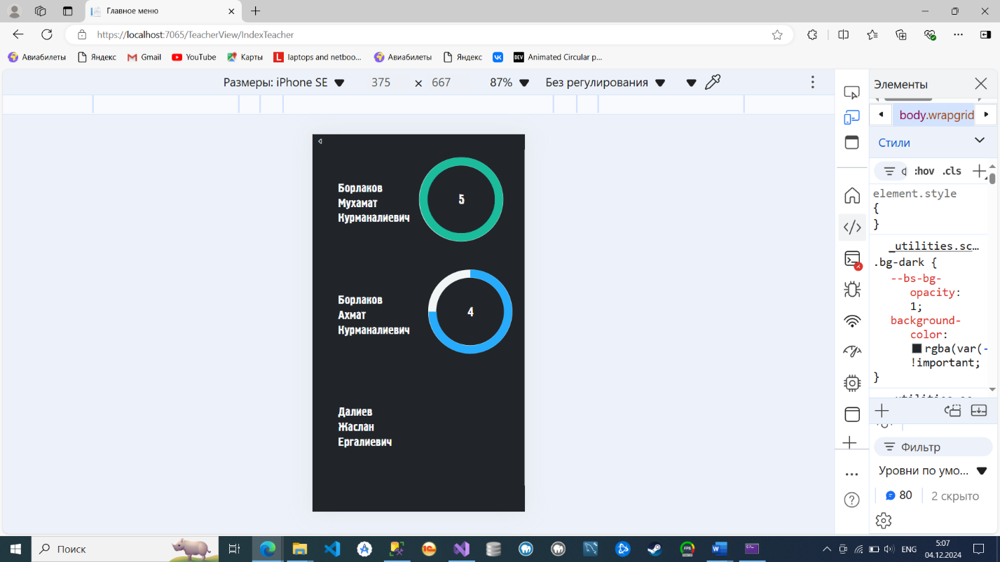 Главное меню
https://localhost:7065/TeacherView/IndexTeacher
Авиабилеты
Яндекс
Gmail
YouTube
Карты
laptops and netboo...
Авиабилеты
Яндекс
DEV
Animated Circular p...
Размеры: iPhone SE
375 × 667
87%
Без регулирования
Борлаков
Мухамат
Курманалиевич
5
Борлаков
Ахмат
Курманалиевич
4
Далиев
Жаслан
Ергалиевич
Элементы
body.wrapgrid
Стили
:hov .cls
element.style
{
}
_utilities.sc…
.bg-dark {
--bs-bg-
opacity:
1;
background-
color:
rgba(var(-
!important;
}
Фильтр
Уровни по умо...
80
2 скрыто
Поиск
ENG
5:07
04.12.2024